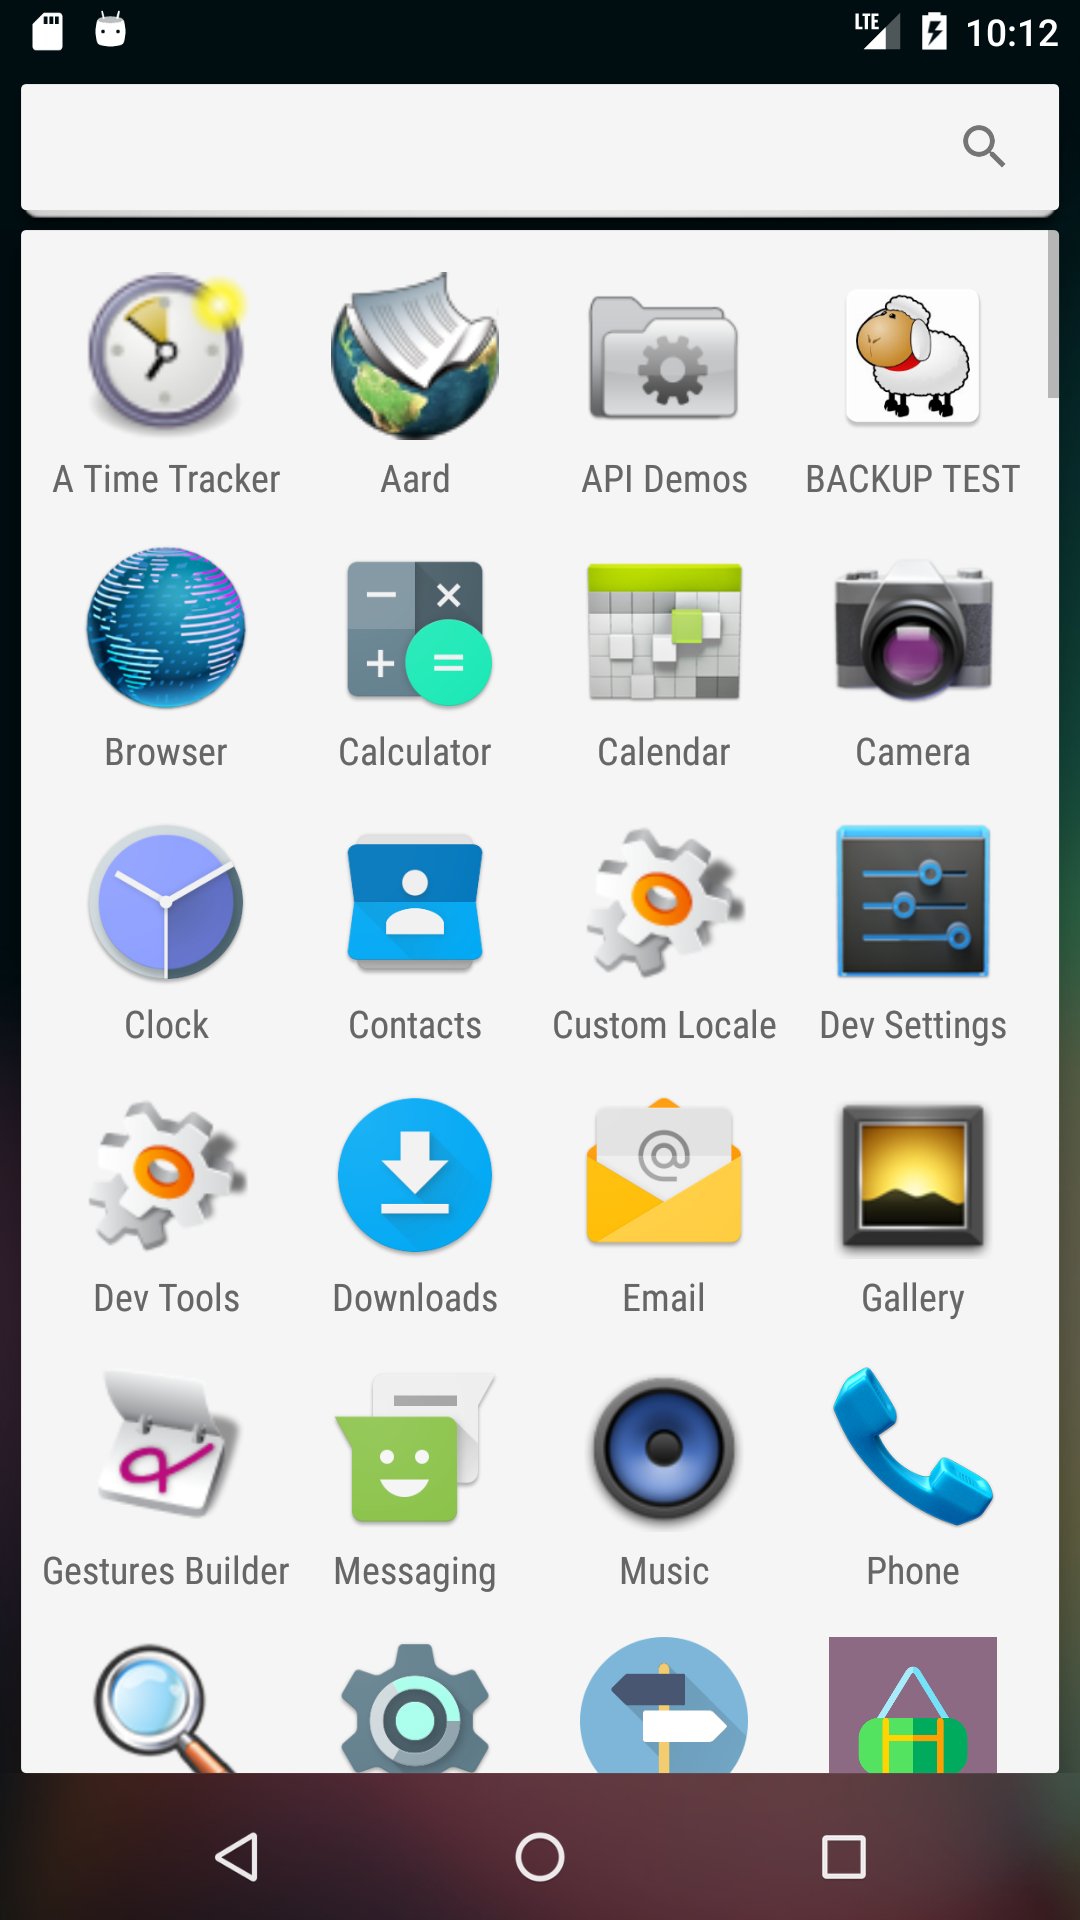 LTE 10:12
A Time Tracker Aard API Demos BACKUP TEST
Browser Calculator Calendar Camera
Clock Contacts Custom Locale Dev Settings
Dev Tools Downloads Email Gallery
Gestures Builder Messaging Music Phone